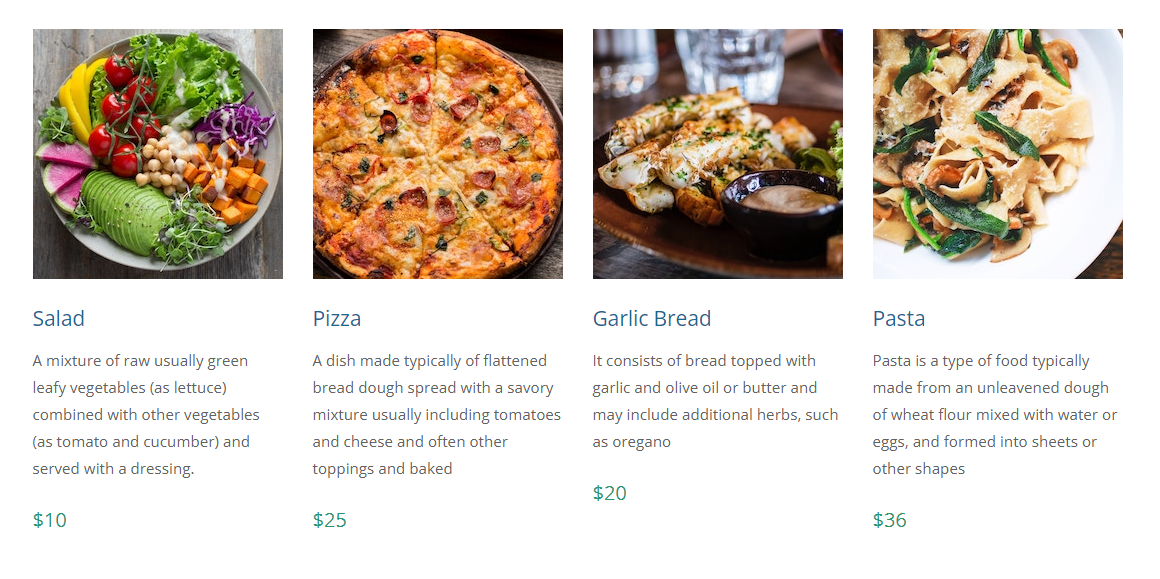 Salad
A mixture of raw usually green
leafy vegetables (as lettuce)
combined with other vegetables
(as tomato and cucumber) and
served with a dressing.
$10
Pizza
A dish made typically of flattened
bread dough spread with a savory
mixture usually including tomatoes
and cheese and often other
toppings and baked
$25
Garlic Bread
It consists of bread topped with
garlic and olive oil or butter and
may include additional herbs, such
as oregano
$20
Pasta
Pasta is a type of food typically
made from an unleavened dough
of wheat flour mixed with water or
eggs, and formed into sheets or
other shapes
$36